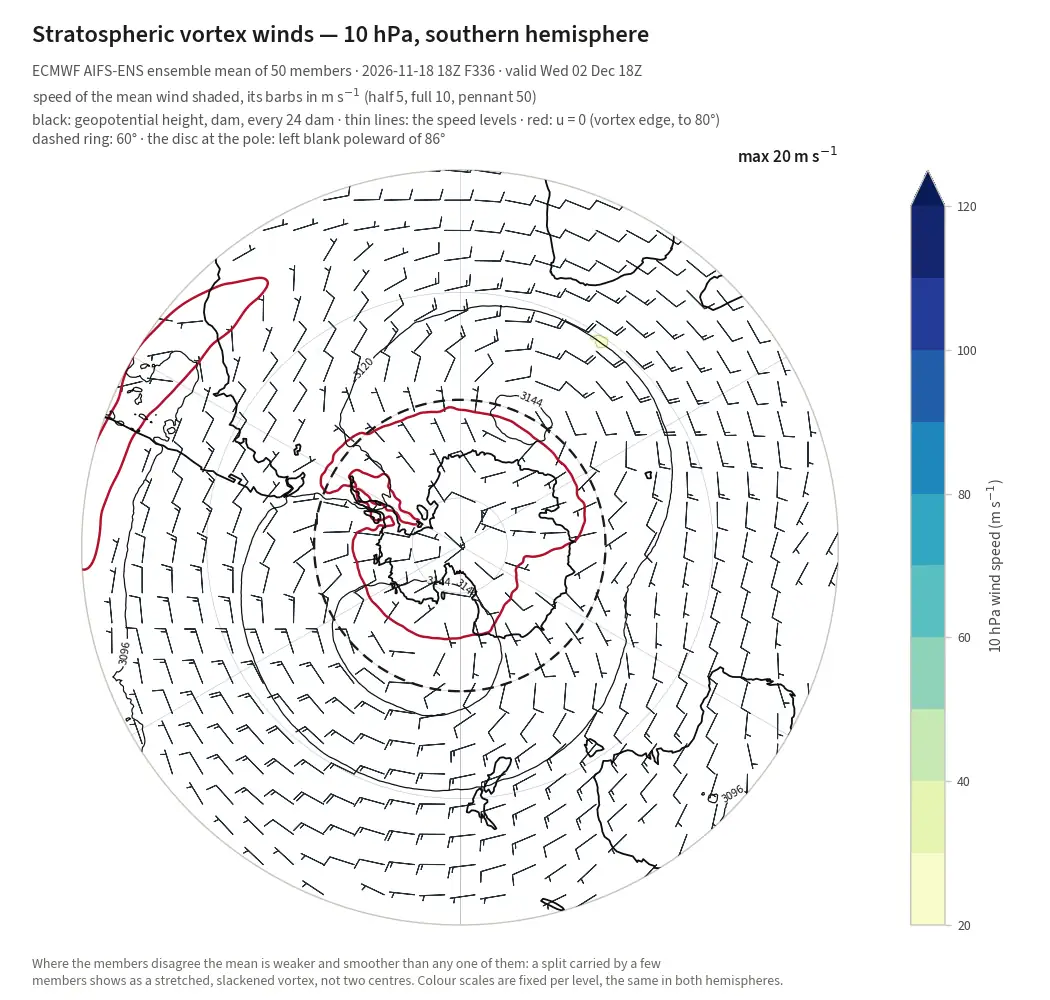 Stratospheric vortex winds — 10 hPa, southern hemisphere
ECMWF AIFS-ENS ensemble mean of 50 members · 2026-11-18 18Z F336 · valid Wed 02 Dec 18Z
speed of the mean wind shaded, its barbs in m s⁻¹ (half 5, full 10, pennant 50)
black: geopotential height, dam, every 24 dam · thin lines: the speed levels · red: u = 0 (vortex edge, to 80°)
dashed ring: 60° · the disc at the pole: left blank poleward of 86°
max 20 m s⁻¹
120
100
80
60
40
20
10 hPa wind speed (m s⁻¹)
3120
3144
3144
3096
3096
Where the members disagree the mean is weaker and smoother than any one of them: a split carried by a few
members shows as a stretched, slackened vortex, not two centres. Colour scales are fixed per level, the same in both hemispheres.